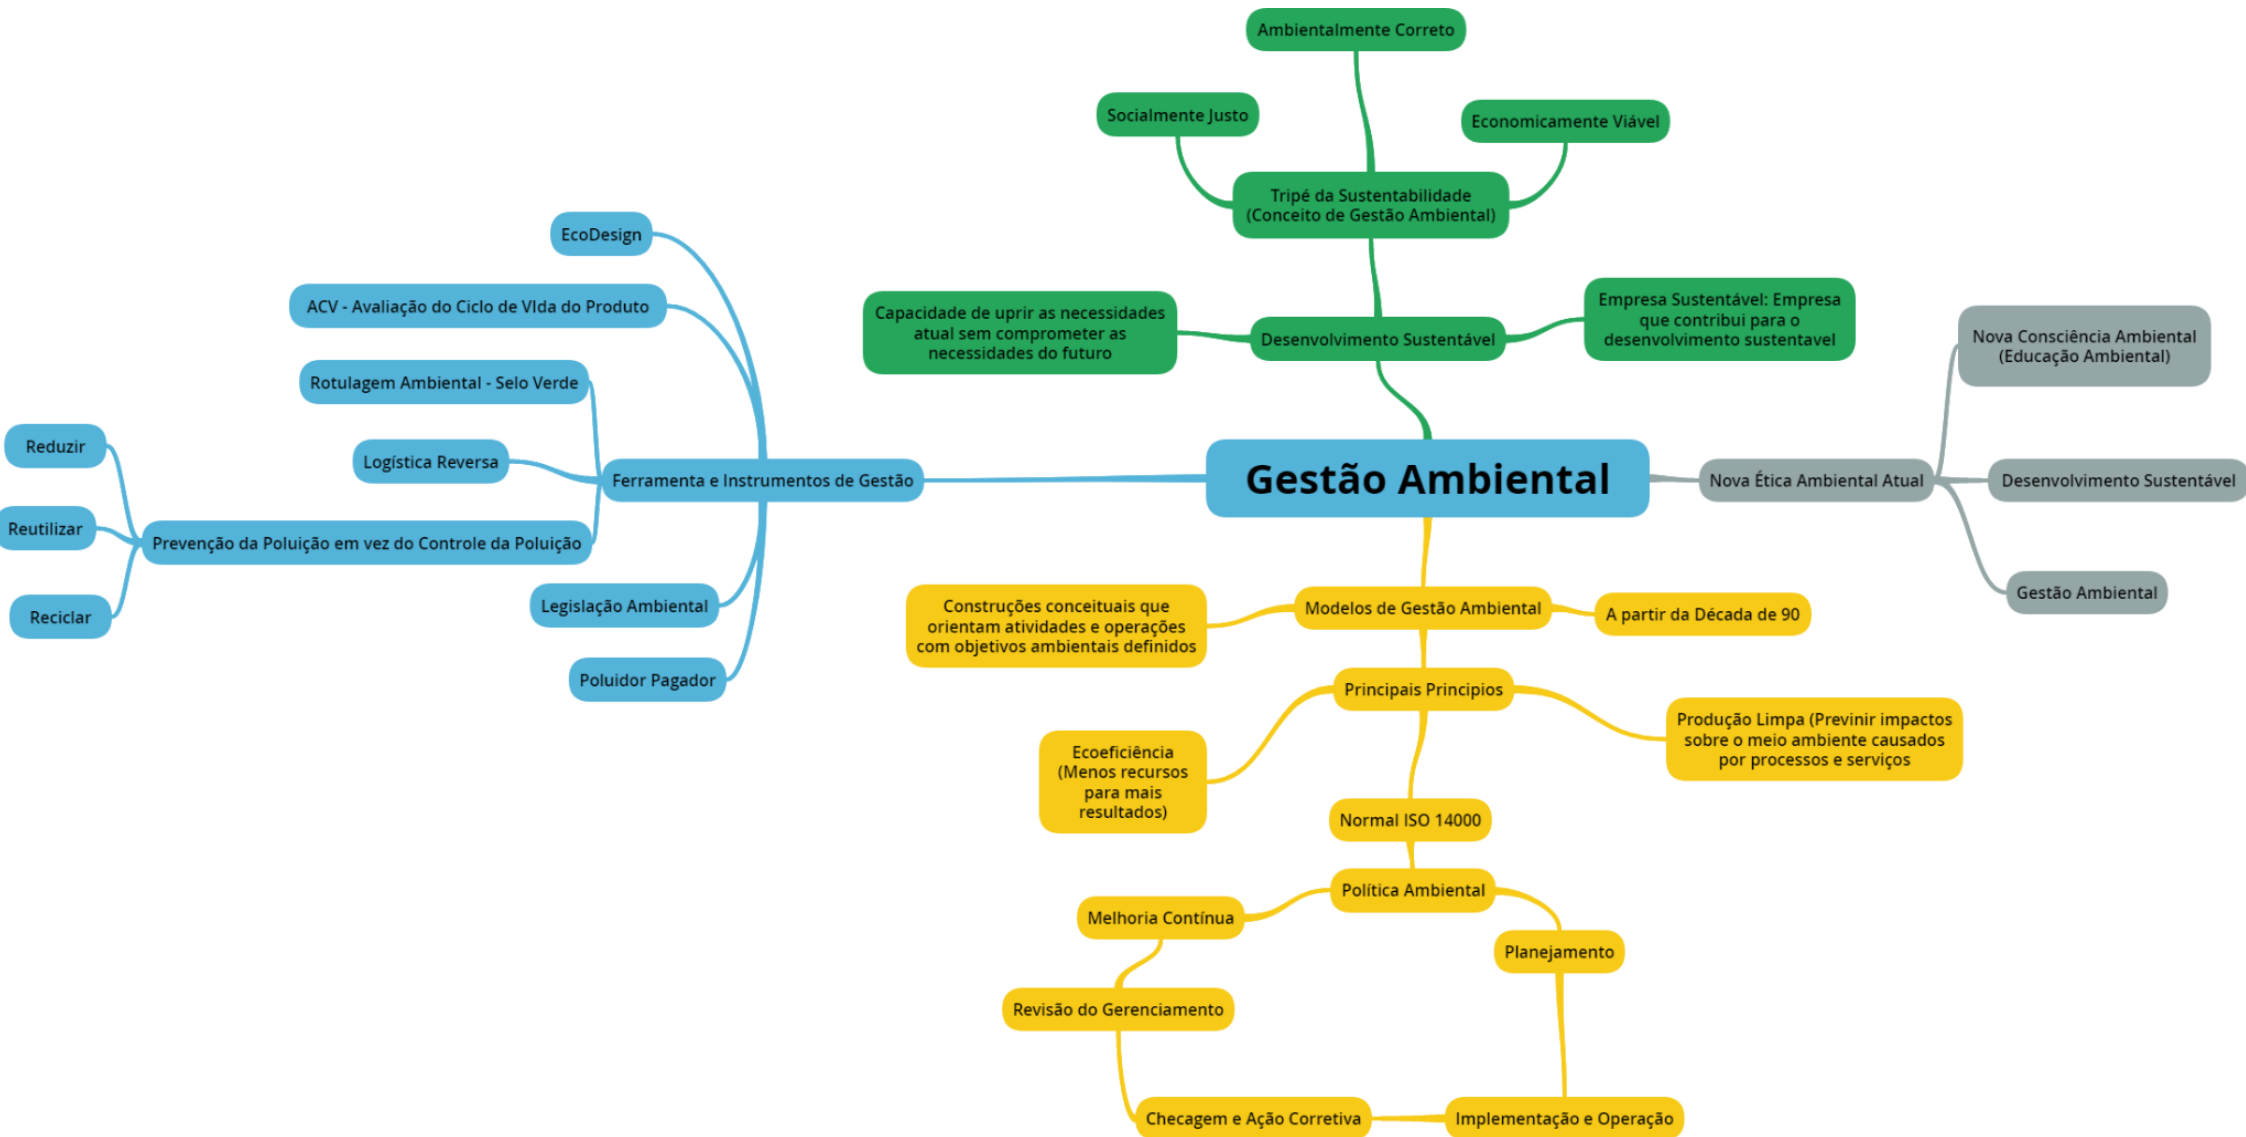 Ambientalmente Correto
Socialmente Justo
Economicamente Viável
Tripé da Sustentabilidade
(Conceito de Gestão Ambiental)
Capacidade de uprir as necessidades
atual sem comprometer as
necessidades do futuro
Desenvolvimento Sustentável
Empresa Sustentável: Empresa
que contribui para o
desenvolvimento sustentavel
EcoDesign
ACV - Avaliação do Ciclo de VIda do Produto
Rotulagem Ambiental - Selo Verde
Logística Reversa
Ferramenta e Instrumentos de Gestão
Prevenção da Poluição em vez do Controle da Poluição
Reduzir
Reutilizar
Reciclar
Legislação Ambiental
Poluidor Pagador
Gestão Ambiental
Nova Ética Ambiental Atual
Nova Consciência Ambiental
(Educação Ambiental)
Desenvolvimento Sustentável
Gestão Ambiental
Modelos de Gestão Ambiental
Construções conceituais que
orientam atividades e operações
com objetivos ambientais definidos
A partir da Década de 90
Principais Principios
Ecoeficiência
(Menos recursos
para mais
resultados)
Produção Limpa (Previnir impactos
sobre o meio ambiente causados
por processos e serviços
Normal ISO 14000
Política Ambiental
Melhoria Contínua
Planejamento
Revisão do Gerenciamento
Checagem e Ação Corretiva
Implementação e Operação